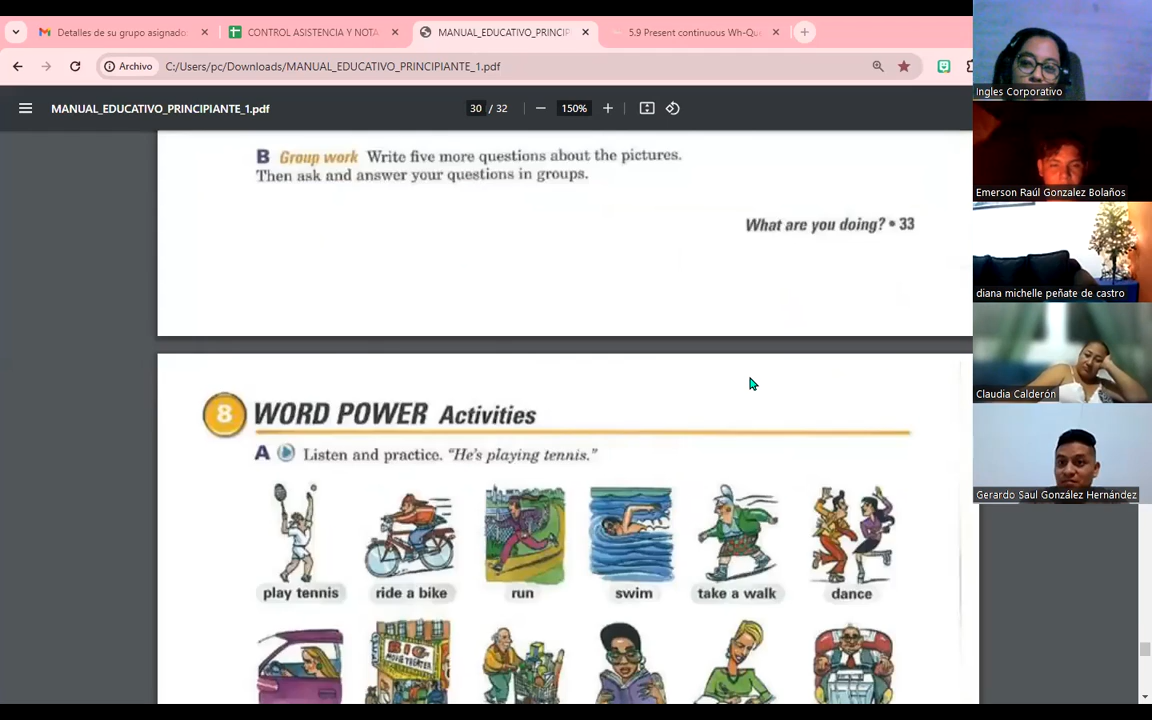 Detalles de su grupo asignado
CONTROL ASISTENCIA Y NOTA
MANUAL_EDUCATIVO_PRINCIP
5.9 Present continuous Wh-Que
Archivo
C:/Users/pc/Downloads/MANUAL_EDUCATIVO_PRINCIPIANTE_1.pdf
MANUAL_EDUCATIVO_PRINCIPIANTE_1.pdf
30 / 32
150%
B Group work Write five more questions about the pictures.
Then ask and answer your questions in groups.
What are you doing? • 33
8 WORD POWER Activities
A Listen and practice. "He's playing tennis."
play tennis
ride a bike
run
swim
take a walk
dance
BIG
MOVIE THEATER
Ingles Corporativo
Emerson Raúl Gonzalez Bolaños
diana michelle peñate de castro
Claudia Calderón
Gerardo Saul González Hernández